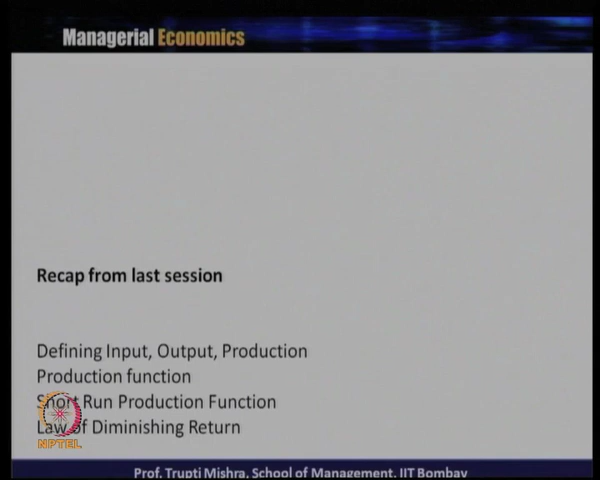 Managerial Economics
Recap from last session
Defining Input, Output, Production
Production function
Short Run Production Function
Law of Diminishing Return
NPTEL
Prof. Trupti Mishra, School of Management, IIT Bombay